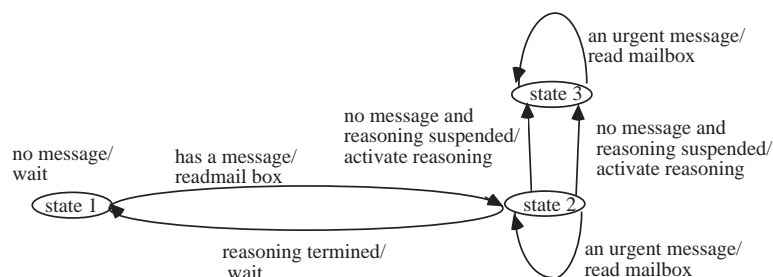 an urgent message/
read mailbox
state 3
no message and
reasoning suspended/
activate reasoning
no message and
reasoning suspended/
activate reasoning
no message/
wait
has a message/
readmail box
state 1
state 2
reasoning termined/
wait
an urgent message/
read mailbox